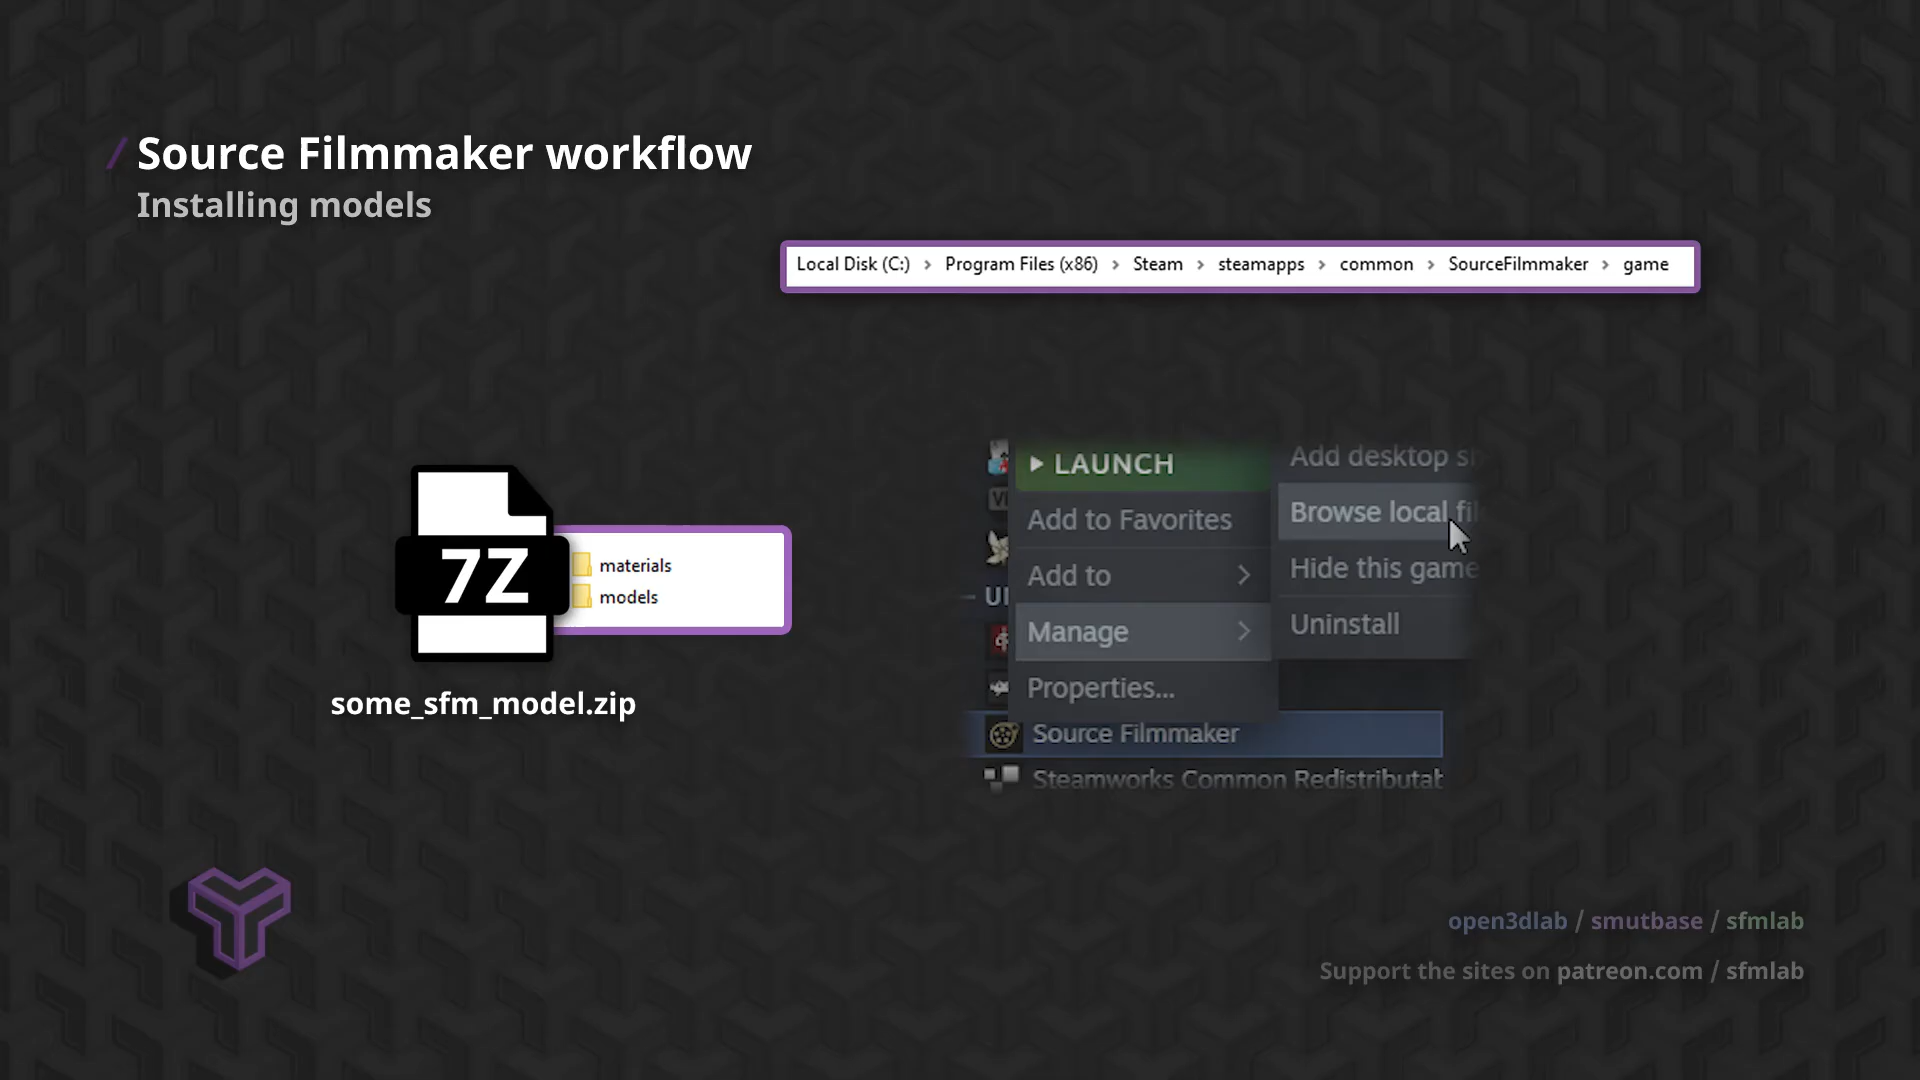 / Source Filmmaker workflow
Installing models
Local Disk (C:) › Program Files (x86) › Steam › steamapps › common › SourceFilmmaker › game
7Z
materials
models
some_sfm_model.zip
LAUNCH
Add to Favorites
Add to
Manage
Properties...
Source Filmmaker
Steamworks Common
Add desktop
Browse local
Hide this game
Uninstall
open3dlab / smutbase / sfmlab
Support the sites on patreon.com / sfmlab